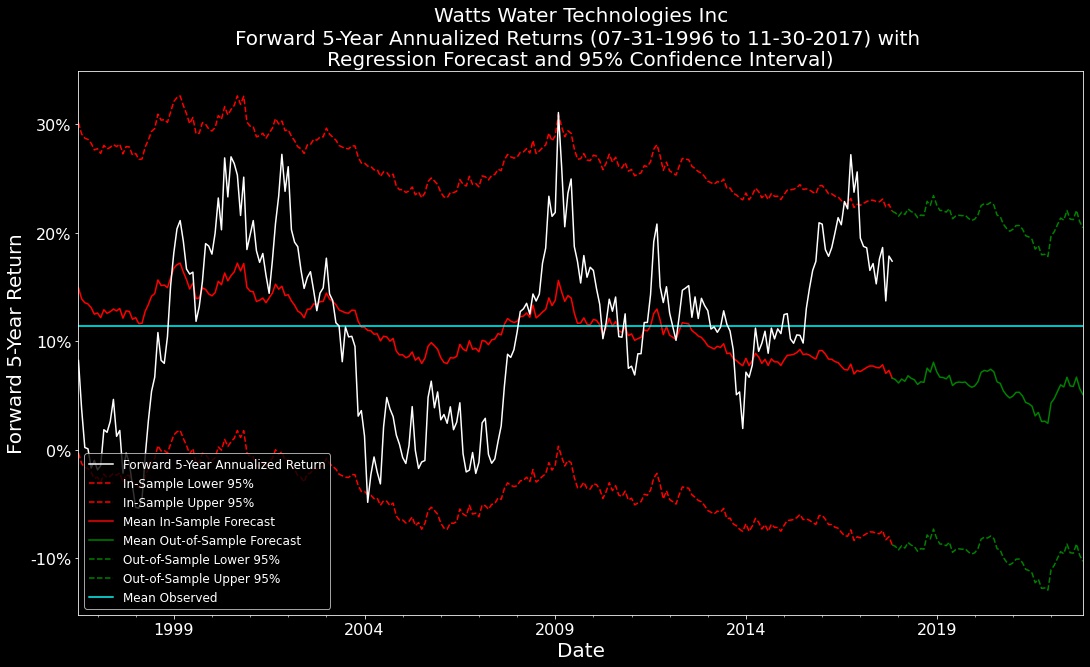 Watts Water Technologies Inc
Forward 5-Year Annualized Returns (07-31-1996 to 11-30-2017) with
Regression Forecast and 95% Confidence Interval)
Forward 5-Year Return
30%
20%
10%
0%
-10%
Forward 5-Year Annualized Return
In-Sample Lower 95%
In-Sample Upper 95%
Mean In-Sample Forecast
Mean Out-of-Sample Forecast
Out-of-Sample Lower 95%
Out-of-Sample Upper 95%
Mean Observed
1999 2004 2009 2014 2019
Date